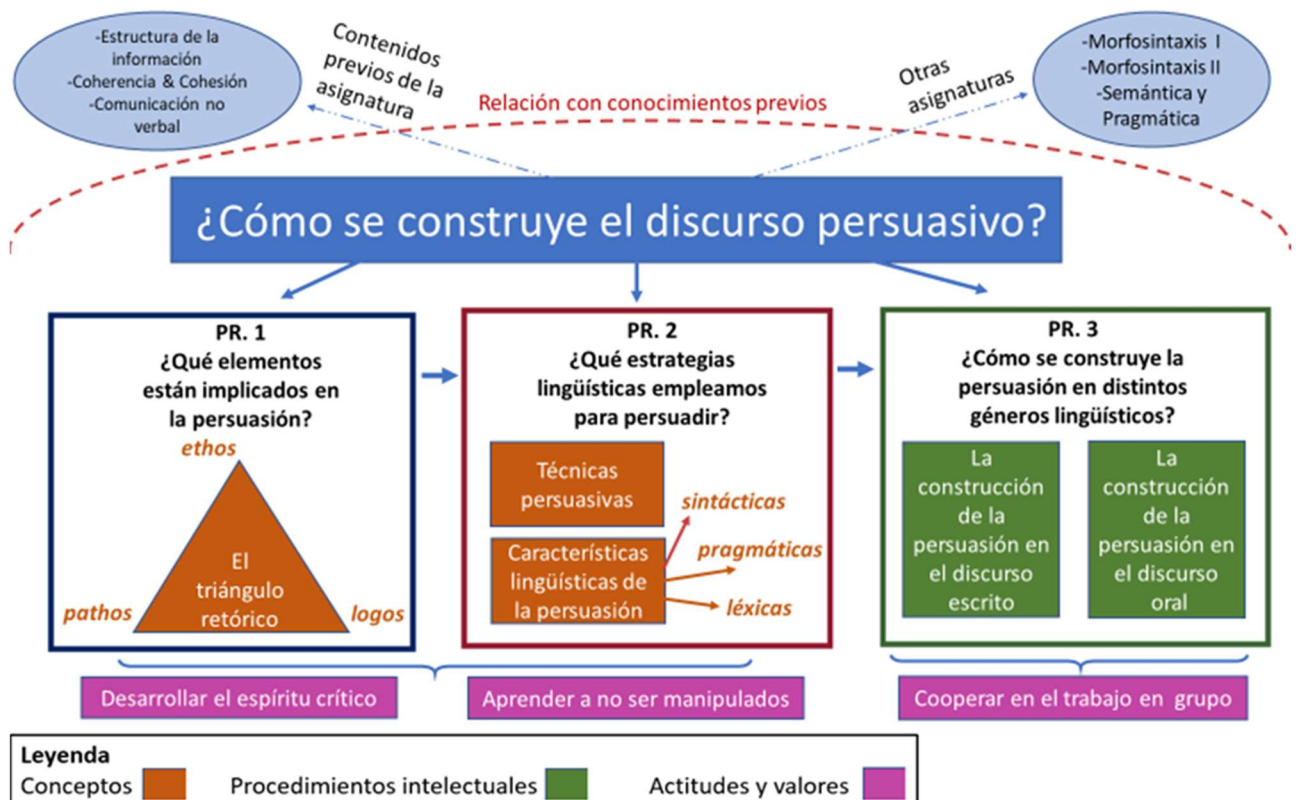 -Estructura de la
información
-Coherencia & Cohesión
-Comunicación no
verbal
Contenidos
previos de la
asignatura
Relación con conocimientos previos
Otras
asignaturas
-Morfosintaxis I
-Morfosintaxis II
-Semántica y
Pragmática
¿Cómo se construye el discurso persuasivo?
PR. 1
¿Qué elementos
están implicados en
la persuasión?
ethos
El
triángulo
retórico
pathos
logos
PR. 2
¿Qué estrategias
lingüísticas empleamos
para persuadir?
Técnicas
persuasivas
Características
lingüísticas de
la persuasión
sintácticas
pragmáticas
léxicas
PR. 3
¿Cómo se construye la
persuasión en distintos
géneros lingüísticos?
La
construcción
de la
persuasión en
el discurso
escrito
La
construcción
de la
persuasión en
el discurso
oral
Desarrollar el espíritu crítico
Aprender a no ser manipulados
Cooperar en el trabajo en grupo
Leyenda
Conceptos
Procedimientos intelectuales
Actitudes y valores